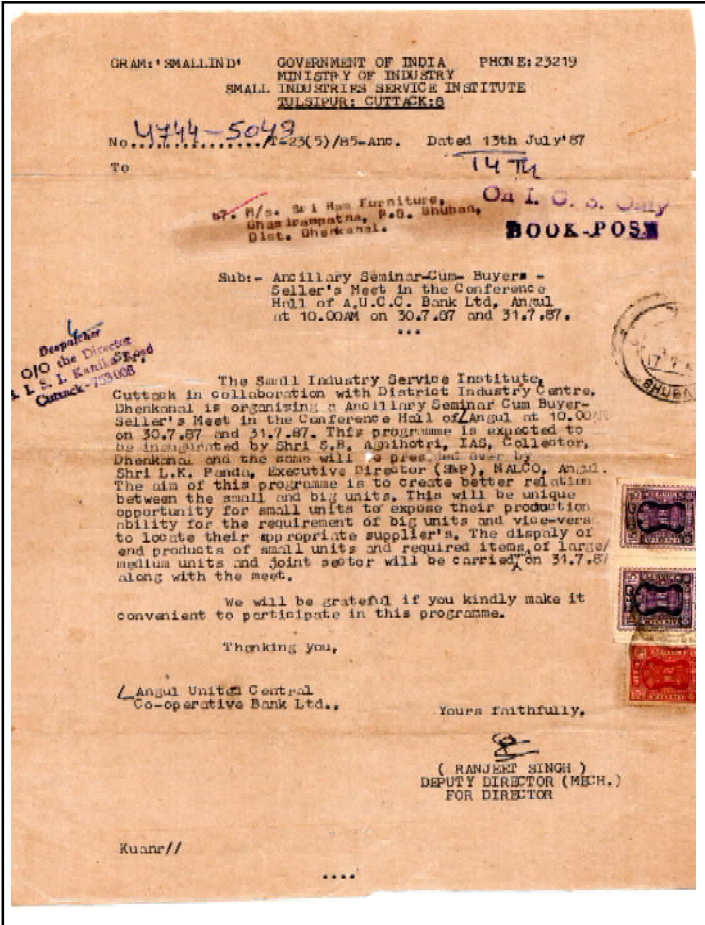 GRAM:'SMALLIND' GOVERNMENT OF INDIA PHONE: 23219
MINISTRY OF INDUSTRY
SMALL INDUSTRIES SERVICE INSTITUTE
TULSIPUR: CUTTACK:8
No. 4744-5048/T-23(5)/85-Anc. Dated 13th July'87
14 Th
To
M/s. Sri Ram Furniture,
P.O. Bhuban,
Dist. Dhenkanal.
On I. G. S. Only
BOOK-POST
Sub:- Ancillary Seminar-Cum- Buyers -
Seller's Meet in the Conference
Hall of A.U.C.C. Bank Ltd, Angul
at 10.00AM on 30.7.87 and 31.7.87.
...
Despatcher
O/O the Director
S. I. S. I. Kanika Road
Cuttack-753008
BHUBA
Sir,
The Small Industry Service Institute,
Cuttack in collaboration with District Industry Centre,
Dhenkanal is organising a Ancillary Seminar Cum Buyer-
Seller's Meet in the Conference Hall of Angul at 10.00AM
on 30.7.87 and 31.7.87. This programme is expected to
be inaugurated by Shri S.B. Agnihotri, IAS, Collector,
Dhenkanal and the same will be presided over by
Shri L.K. Panda, Executive Director (S&P), NALCO, Angul.
The aim of this programme is to create better relation
between the small and big units. This will be unique
opportunity for small units to expose their production
ability for the requirement of big units and vice-versa
to locate their appropriate supplier's. The dispaly of
end products of small units and required items of large/
medium units and joint sector will be carried on 31.7.87
along with the meet.
We will be grateful if you kindly make it
convenient to participate in this programme.
Thanking you,
Angul United Central
Co-operative Bank Ltd.,
Yours faithfully,
( RANJEET SINGH )
DEPUTY DIRECTOR (MECH.)
FOR DIRECTOR
Kuanr//
....